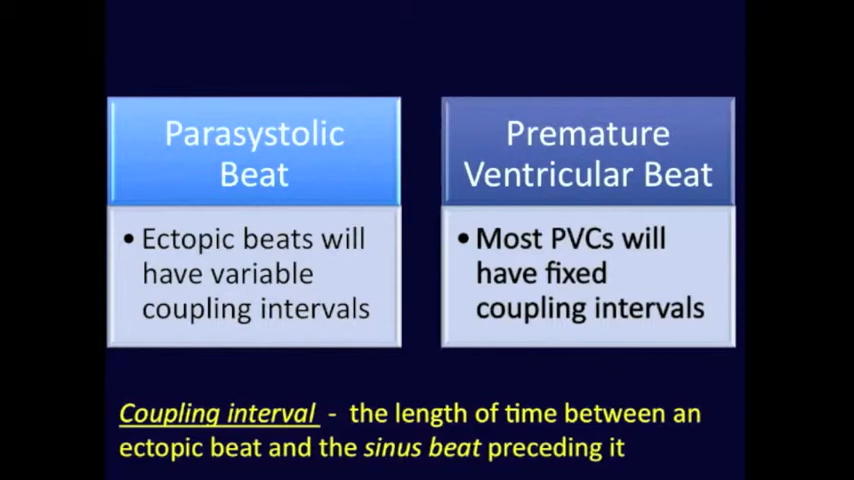 Parasystolic
Beat
• Ectopic beats will
have variable
coupling intervals
Premature
Ventricular Beat
• Most PVCs will
have fixed
coupling intervals
Coupling interval - the length of time between an
ectopic beat and the sinus beat preceding it